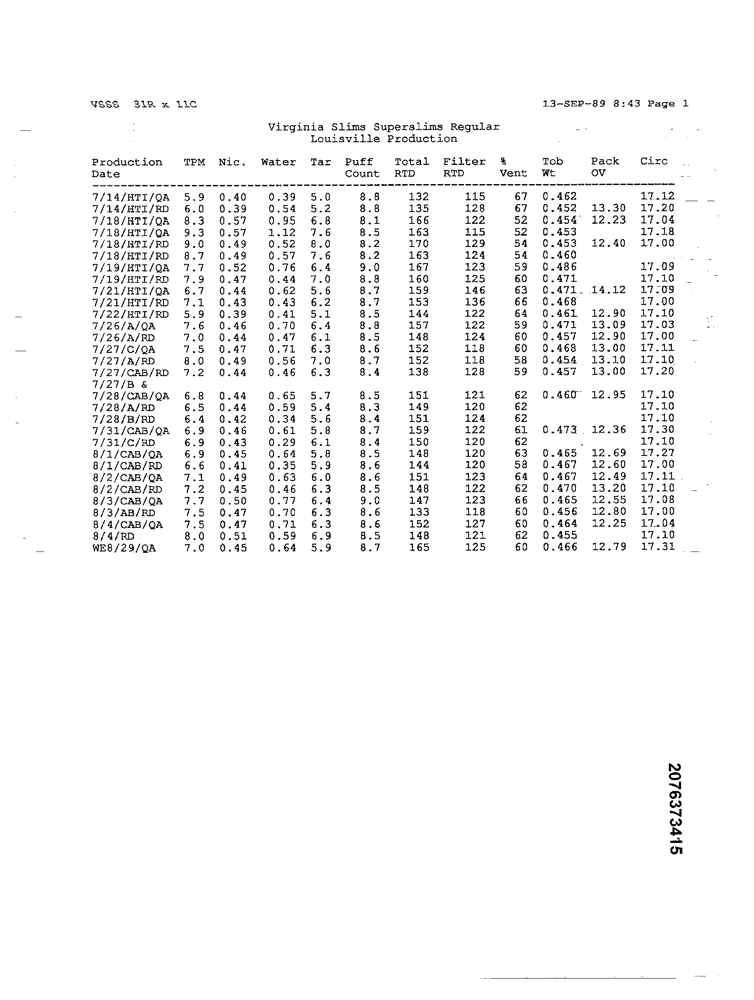 VSSS 31R x LLC 13-SEP-89 8:43 Page 1
Virginia Slims Superslims Regular
Louisville Production
Production TPM Nic. Water Tar Puff Total Filter % Tob Pack Circ
Date Count RTD RTD Vent Wt OV
7/14/HTI/QA 5.9 0.40 0.39 5.0 8.8 132 115 67 0.462 17.12
7/14/HTI/RD 6.0 0.39 0.54 5.2 8.8 135 128 67 0.452 13.30 17.20
7/18/HTI/QA 8.3 0.57 0.95 6.8 8.1 166 122 52 0.454 12.23 17.04
7/18/HTI/QA 9.3 0.57 1.12 7.6 8.5 163 115 52 0.453 17.18
7/18/HTI/RD 9.0 0.49 0.52 8.0 8.2 170 129 54 0.453 12.40 17.00
7/18/HTI/RD 8.7 0.49 0.57 7.6 8.2 163 124 54 0.460
7/19/HTI/QA 7.7 0.52 0.76 6.4 9.0 167 123 59 0.486 17.09
7/19/HTI/RD 7.9 0.47 0.44 7.0 8.8 160 125 60 0.471 17.10
7/21/HTI/QA 6.7 0.44 0.62 5.6 8.7 159 146 63 0.471 14.12 17.09
7/21/HTI/RD 7.1 0.43 0.43 6.2 8.7 153 136 66 0.468 17.00
7/22/HTI/RD 5.9 0.39 0.41 5.1 8.5 144 122 64 0.461 12.90 17.10
7/26/A/QA 7.6 0.46 0.70 6.4 8.8 157 122 59 0.471 13.09 17.03
7/26/A/RD 7.0 0.44 0.47 6.1 8.5 148 124 60 0.457 12.90 17.00
7/27/C/QA 7.5 0.47 0.71 6.3 8.6 152 118 60 0.468 13.00 17.11
7/27/A/RD 8.0 0.49 0.56 7.0 8.7 152 118 58 0.454 13.10 17.10
7/27/CAB/RD 7.2 0.44 0.46 6.3 8.4 138 128 59 0.457 13.00 17.20
7/27/B &
7/28/CAB/QA 6.8 0.44 0.65 5.7 8.5 151 121 62 0.460 12.95 17.10
7/28/A/RD 6.5 0.44 0.59 5.4 8.3 149 120 62 17.10
7/28/B/RD 6.4 0.42 0.34 5.6 8.4 151 124 62 17.10
7/31/CAB/QA 6.9 0.46 0.61 5.8 8.7 159 122 61 0.473 12.36 17.30
7/31/C/RD 6.9 0.43 0.29 6.1 8.4 150 120 62 17.10
8/1/CAB/QA 6.9 0.45 0.64 5.8 8.5 148 120 63 0.465 12.69 17.27
8/1/CAB/RD 6.6 0.41 0.35 5.9 8.6 144 120 58 0.467 12.60 17.00
8/2/CAB/QA 7.1 0.49 0.63 6.0 8.6 151 123 64 0.467 12.49 17.11
8/2/CAB/RD 7.2 0.45 0.46 6.3 8.5 148 122 62 0.470 13.20 17.10
8/3/CAB/QA 7.7 0.50 0.77 6.4 9.0 147 123 66 0.465 12.55 17.08
8/3/AB/RD 7.5 0.47 0.70 6.3 8.6 133 118 60 0.456 12.80 17.00
8/4/CAB/QA 7.5 0.47 0.71 6.3 8.6 152 127 60 0.464 12.25 17.04
8/4/RD 8.0 0.51 0.59 6.9 8.5 148 121 62 0.455 17.10
WE8/29/QA 7.0 0.45 0.64 5.9 8.7 165 125 60 0.466 12.79 17.31
2076373415